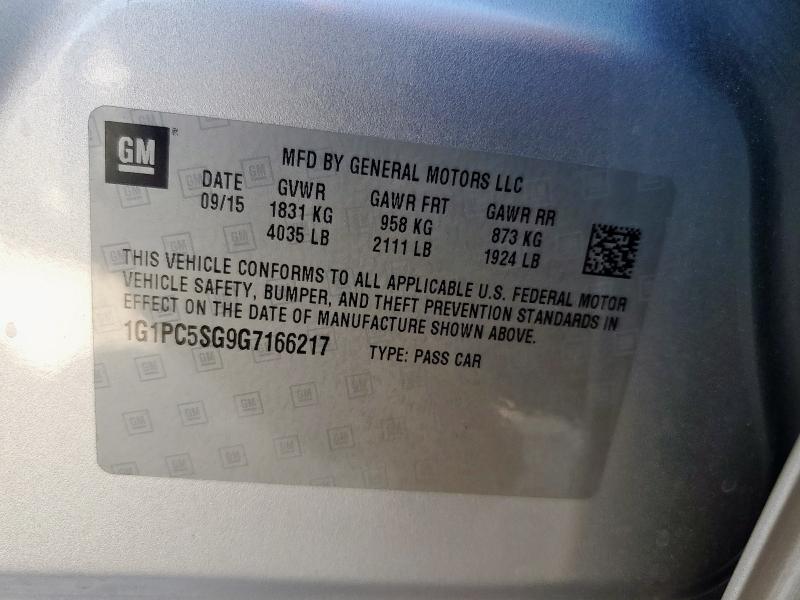 GM
MFD BY GENERAL MOTORS LLC
DATE GVWR GAWR FRT GAWR RR
09/15 1831 KG 958 KG 873 KG
4035 LB 2111 LB 1924 LB
THIS VEHICLE CONFORMS TO ALL APPLICABLE U.S. FEDERAL MOTOR
VEHICLE SAFETY, BUMPER, AND THEFT PREVENTION STANDARDS IN
EFFECT ON THE DATE OF MANUFACTURE SHOWN ABOVE.
1G1PC5SG9G7166217 TYPE: PASS CAR